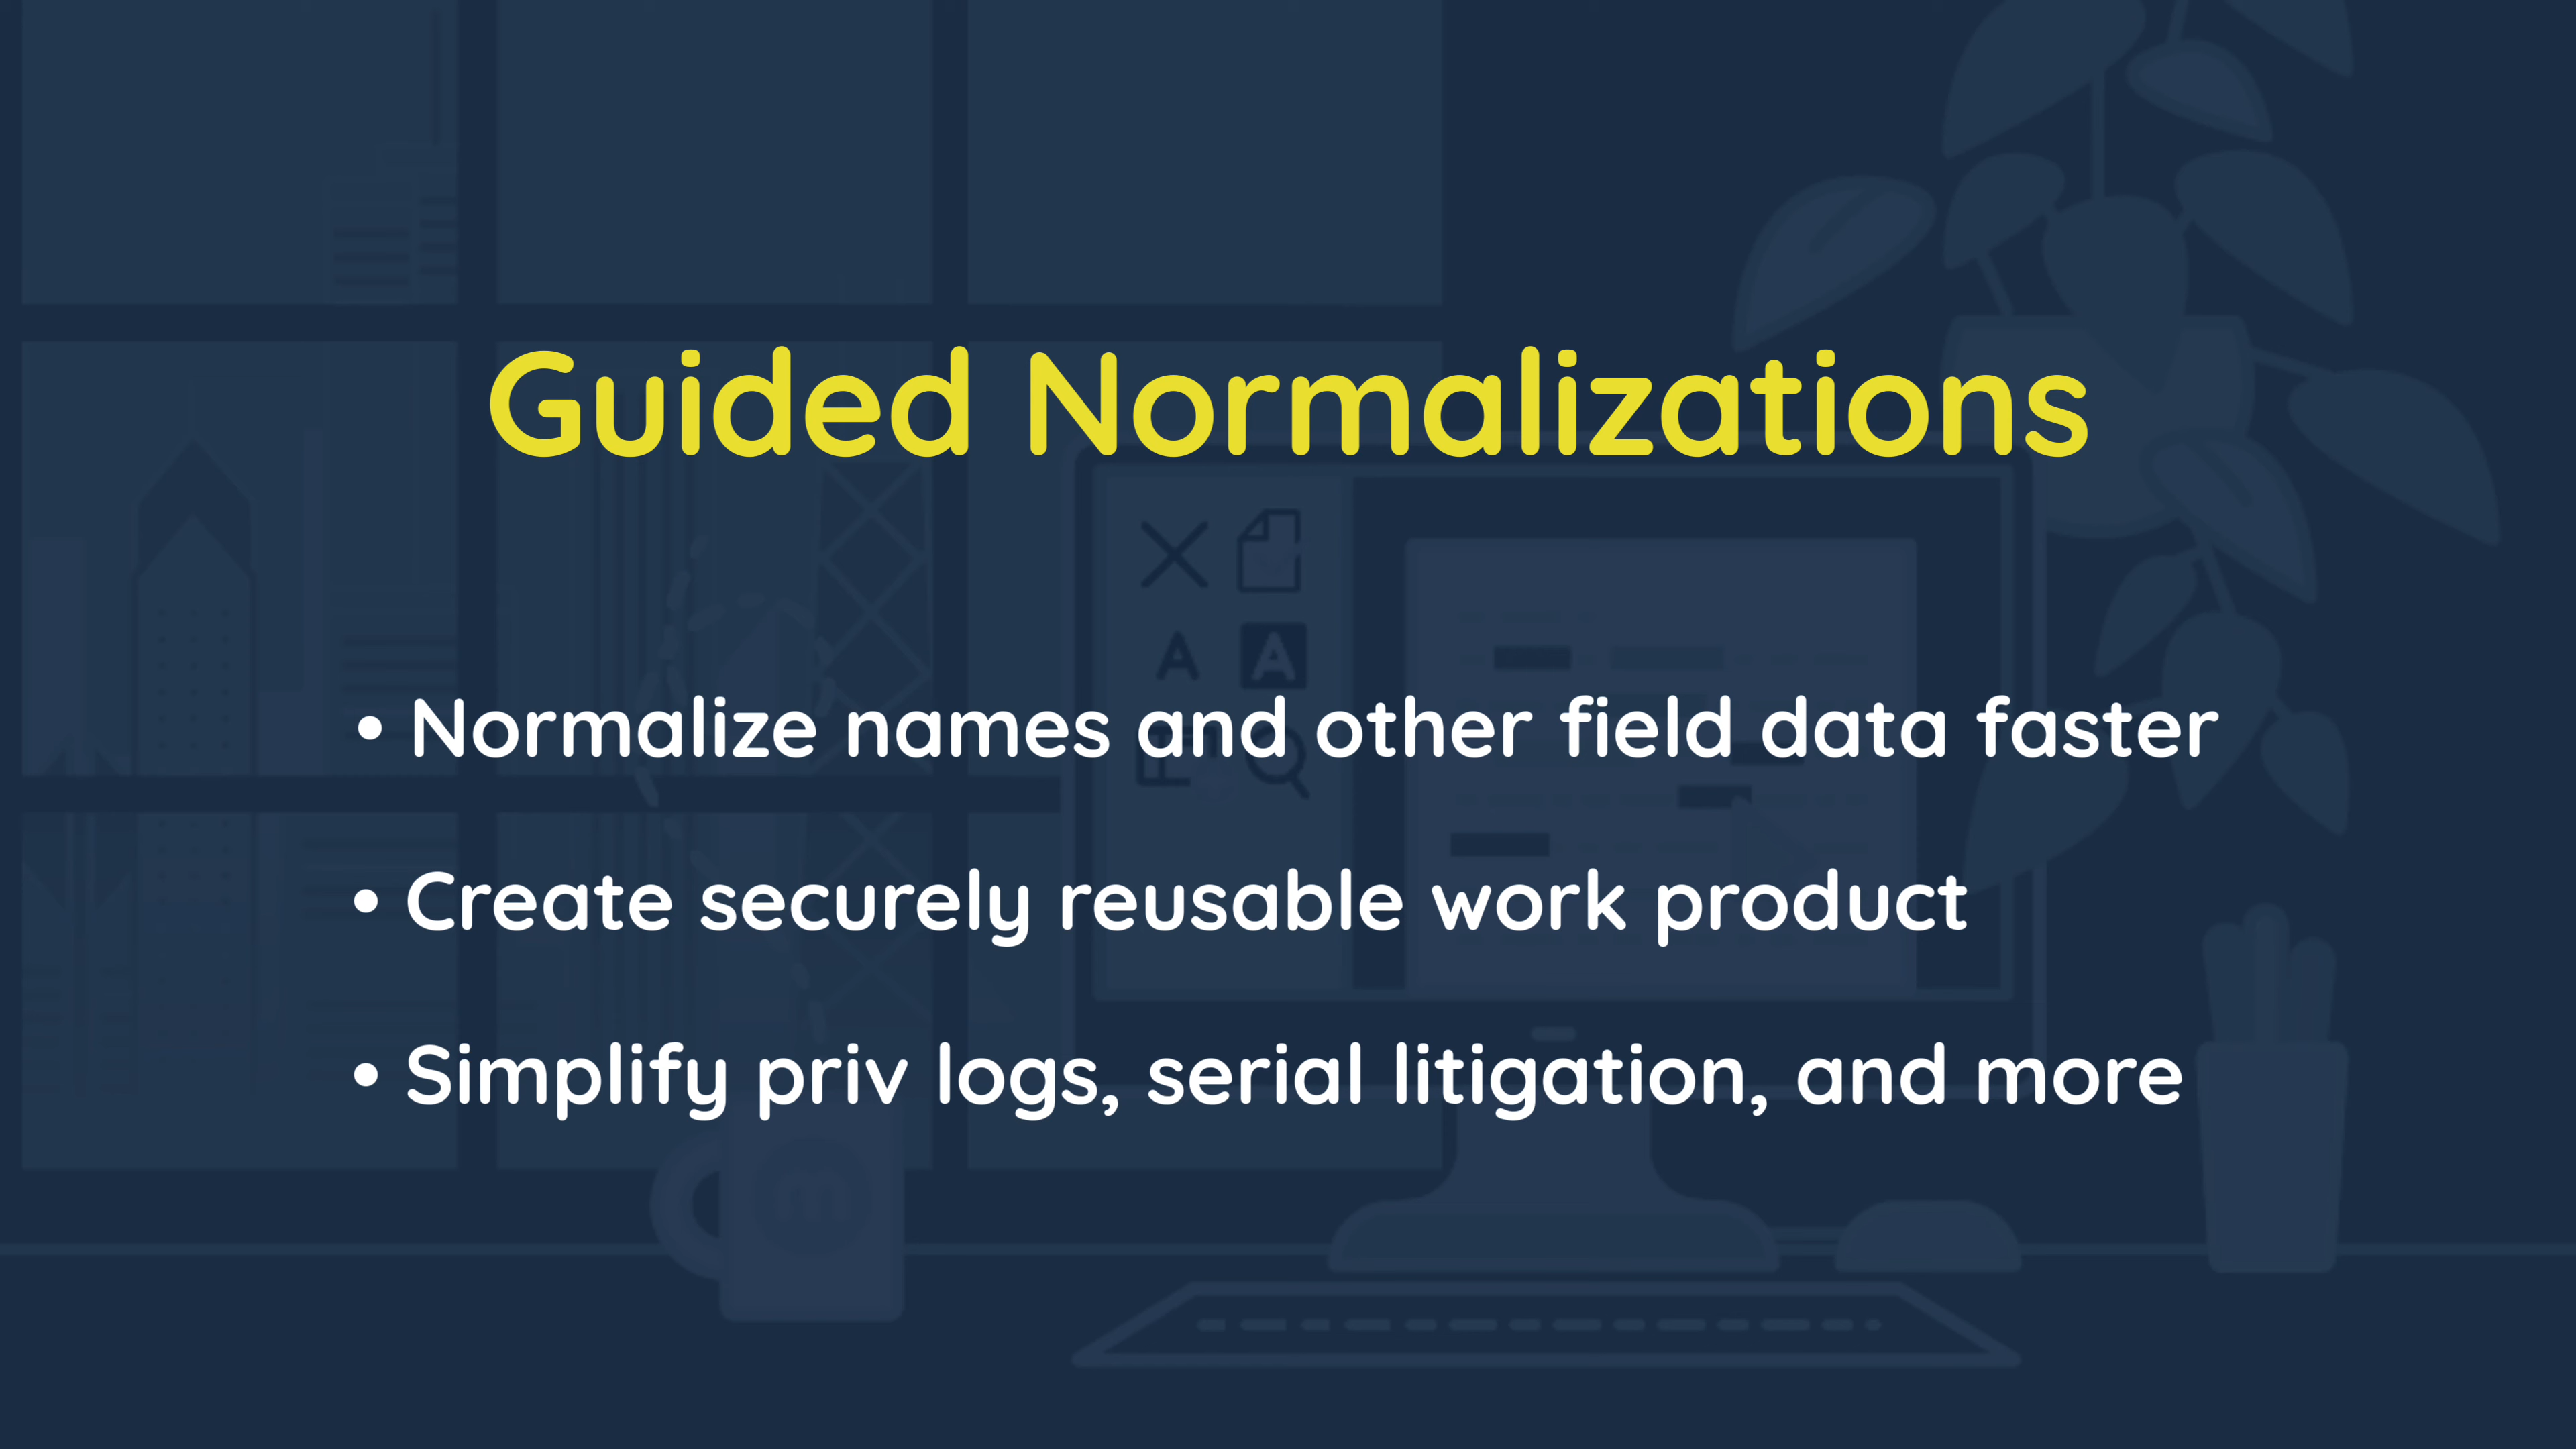 Guided Normalizations
A A
• Normalize names and other field data faster
• Create securely reusable work product
• Simplify priv logs, serial litigation, and more
m